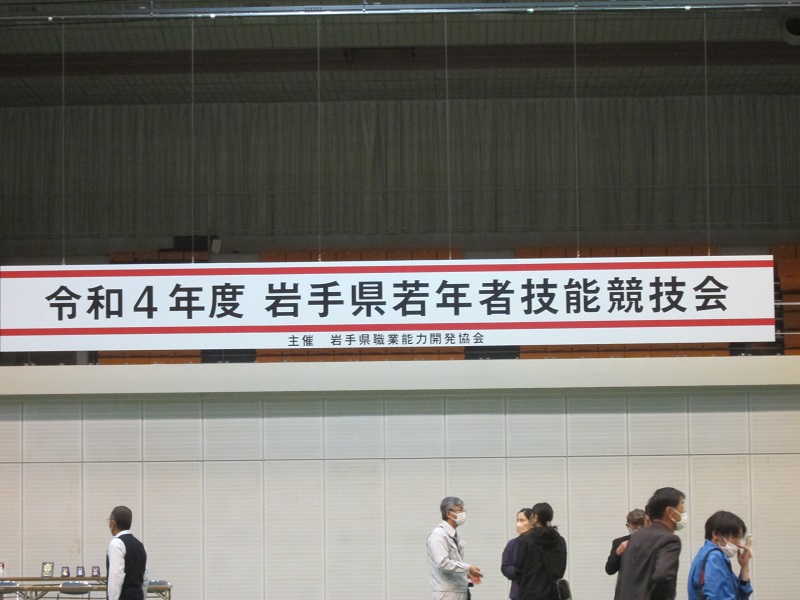 令和４年度 岩手県若年者技能競技会
主催　岩手県職業能力開発協会